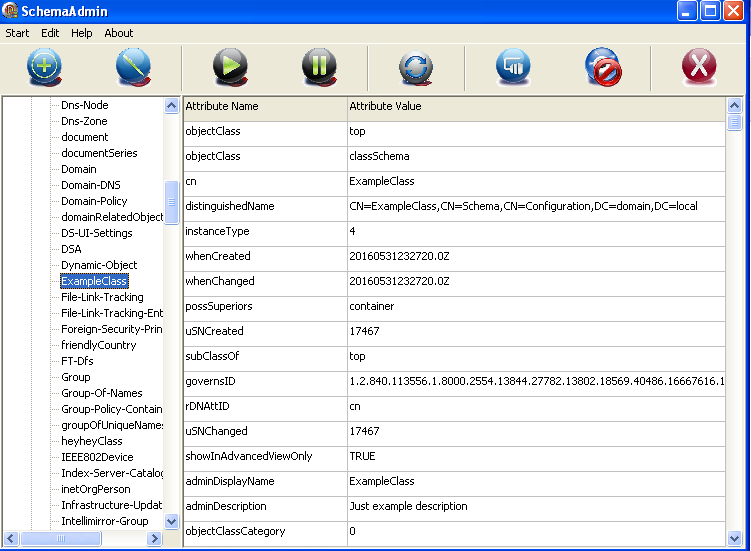 SchemaAdmin
Start Edit Help About
Dns-Node
Dns-Zone
document
documentSeries
Domain
Domain-DNS
Domain-Policy
domainRelatedObject
DS-UI-Settings
DSA
Dynamic-Object
ExampleClass
File-Link-Tracking
File-Link-Tracking-Ent
Foreign-Security-Prin
friendlyCountry
FT-Dfs
Group
Group-Of-Names
Group-Policy-Contain
groupOfUniqueNames
heyheyClass
IEEE802Device
Index-Server-Catalog
inetOrgPerson
Infrastructure-Updat
Intellimirror-Group
Attribute Name Attribute Value
objectClass top
objectClass classSchema
cn ExampleClass
distinguishedName CN=ExampleClass,CN=Schema,CN=Configuration,DC=domain,DC=local
instanceType 4
whenCreated 20160531232720.0Z
whenChanged 20160531232720.0Z
possSuperiors container
uSNCreated 17467
subClassOf top
governsID 1.2.840.113556.1.8000.2554.13844.27782.13802.18569.40486.16667616.1
rDNAttID cn
uSNChanged 17467
showInAdvancedViewOnly TRUE
adminDisplayName ExampleClass
adminDescription Just example description
objectClassCategory 0